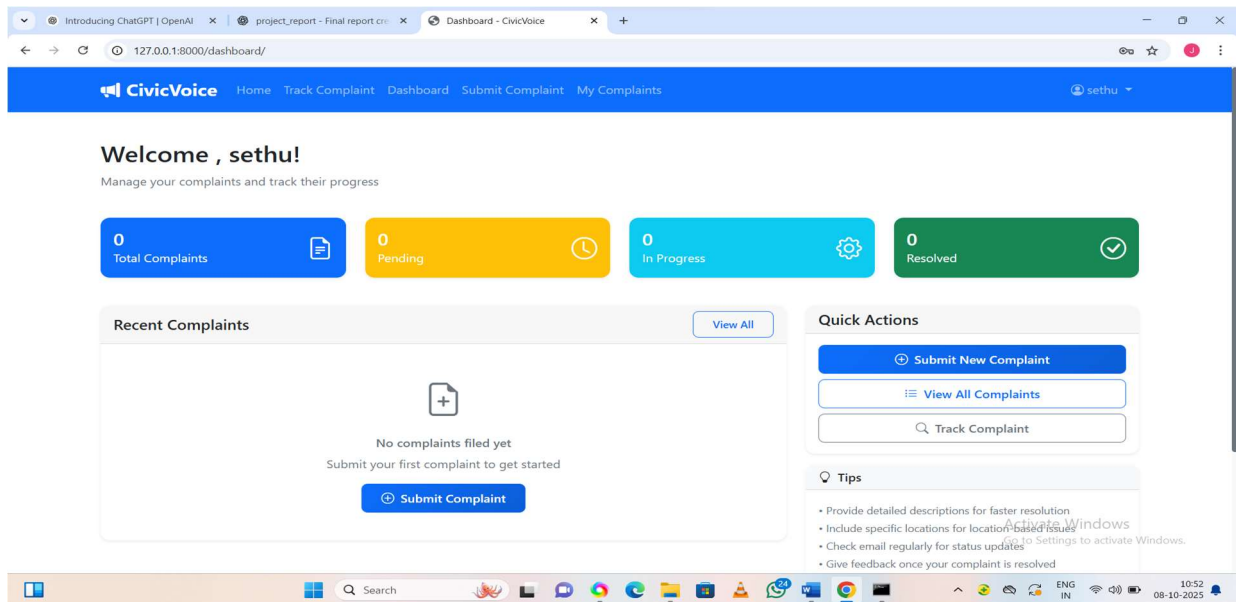 Introducing ChatGPT | OpenAI
project_report - Final report cre
Dashboard - CivicVoice
127.0.0.1:8000/dashboard/
J
CivicVoice Home Track Complaint Dashboard Submit Complaint My Complaints sethu
Welcome , sethu!
Manage your complaints and track their progress
0
Total Complaints
0
Pending
0
In Progress
0
Resolved
Recent Complaints
View All
No complaints filed yet
Submit your first complaint to get started
Submit Complaint
Quick Actions
Submit New Complaint
View All Complaints
Track Complaint
Tips
• Provide detailed descriptions for faster resolution
• Include specific locations for location-based issues
• Check email regularly for status updates
• Give feedback once your complaint is resolved
Activate Windows
Go to Settings to activate Windows.
Search
24
ENG
IN
10:52
08-10-2025